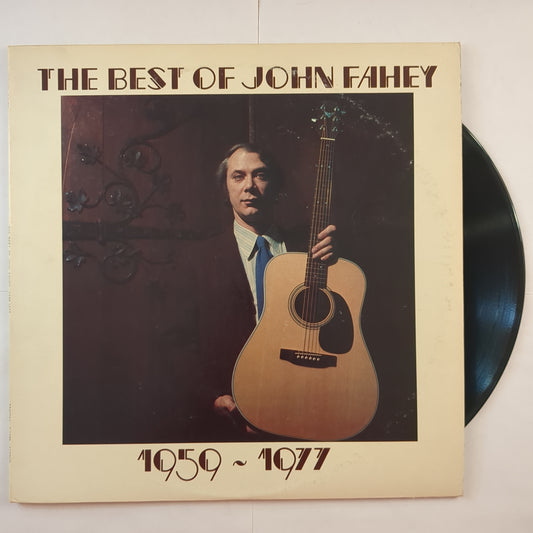 THE BEST OF JOHN FAHEY
1959 ~ 1977